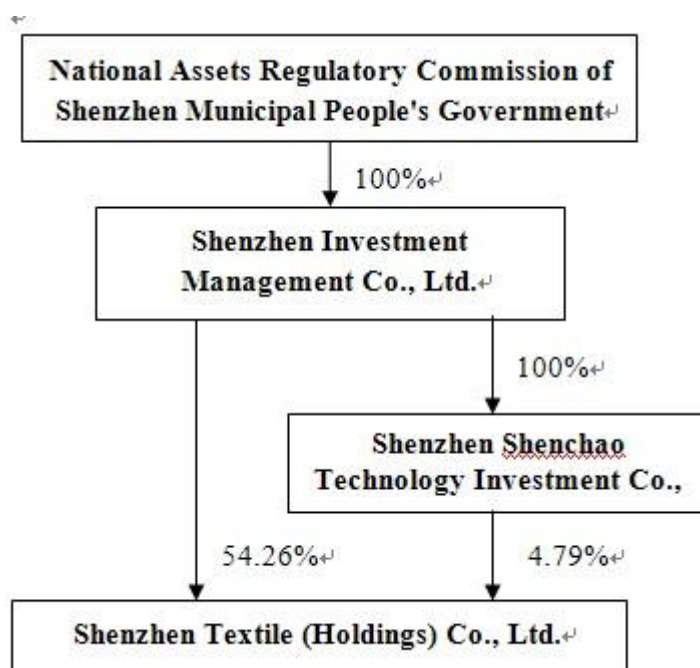 National Assets Regulatory Commission of
Shenzhen Municipal People's Government
100%
Shenzhen Investment
Management Co., Ltd.
100%
Shenzhen Shenchao
Technology Investment Co.,
54.26%
4.79%
Shenzhen Textile (Holdings) Co., Ltd.